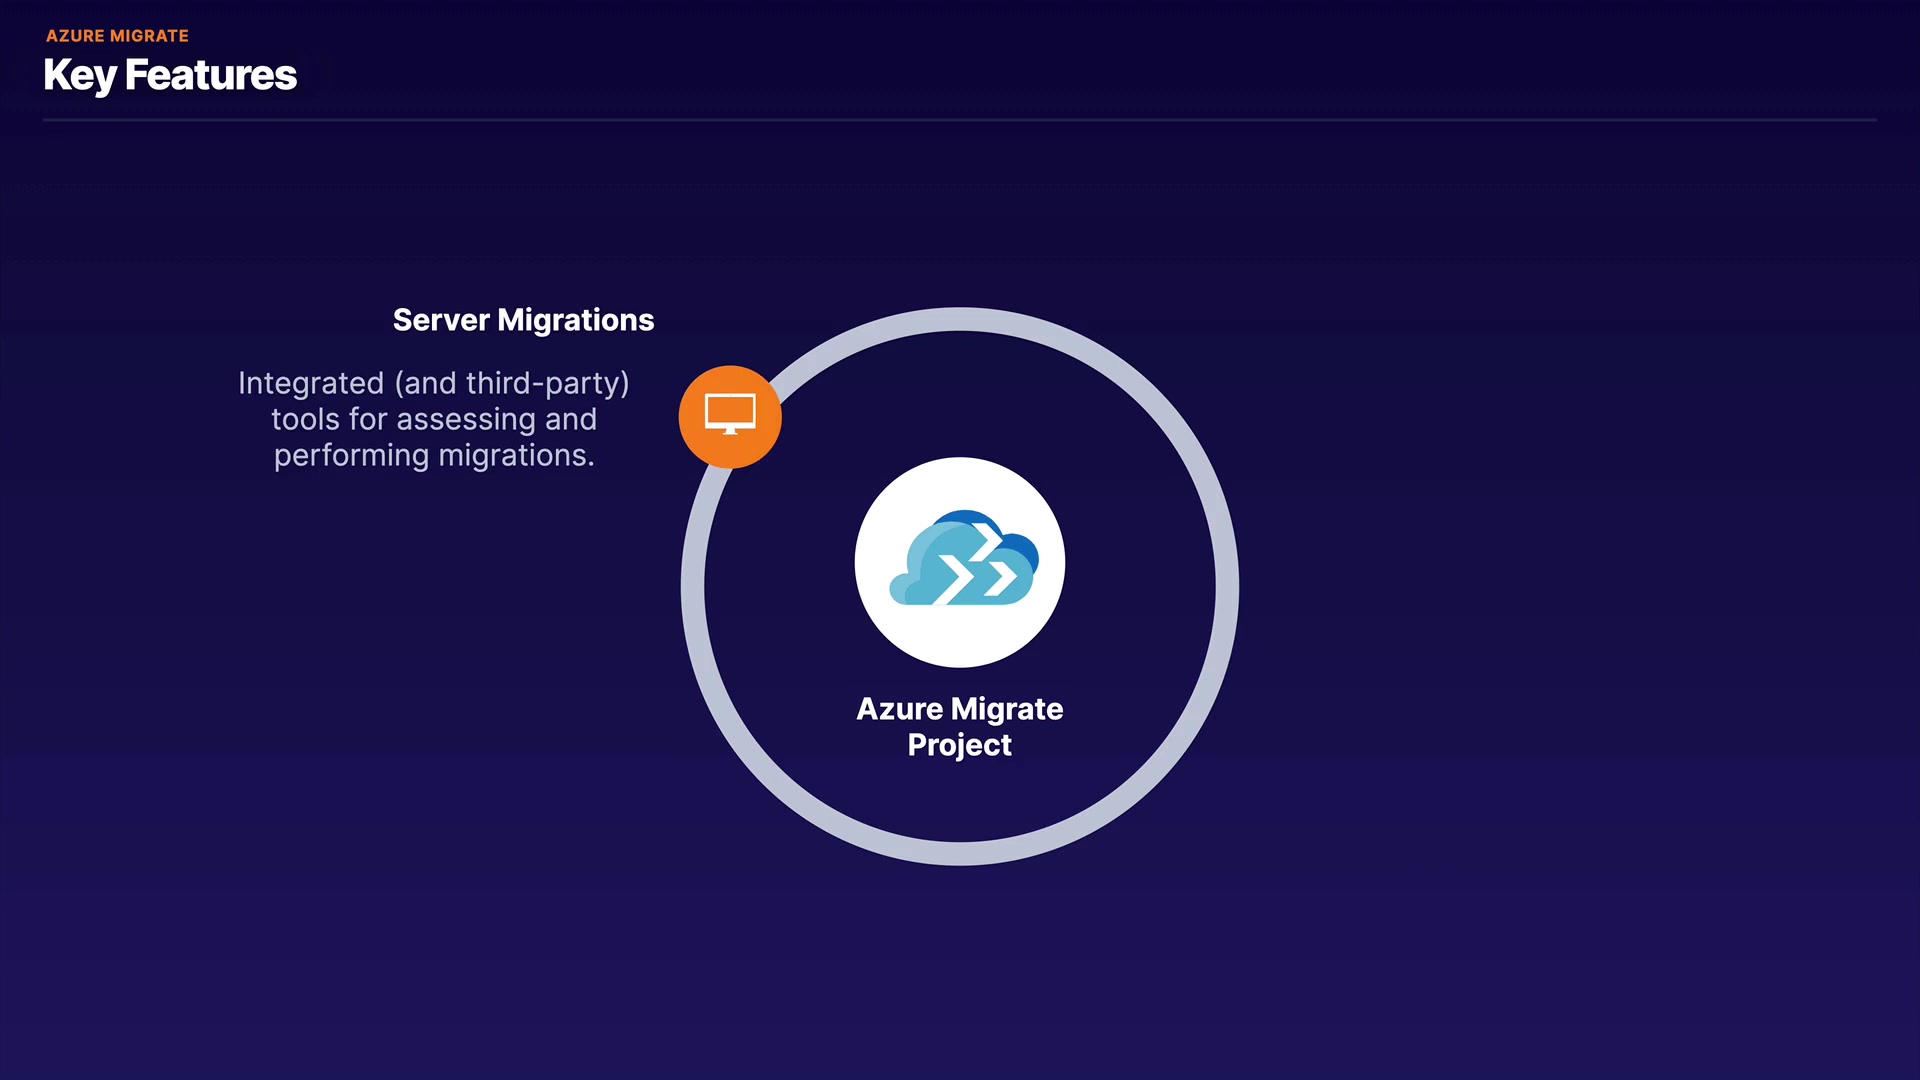 AZURE MIGRATE
Key Features
Server Migrations
Integrated (and third-party)
tools for assessing and
performing migrations.
Azure Migrate
Project